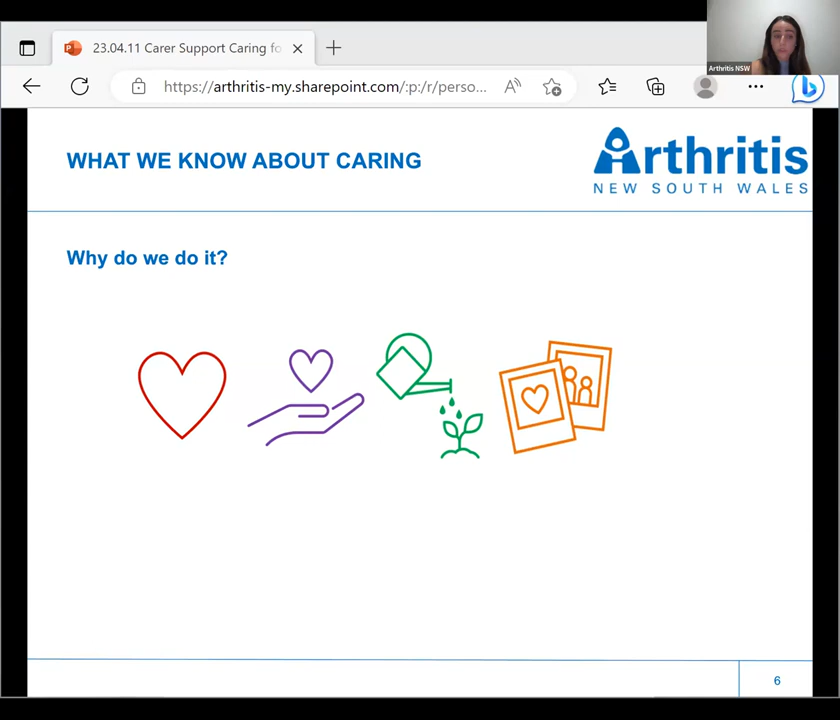 23.04.11 Carer Support Caring fo
Arthritis NSW
https://arthritis-my.sharepoint.com/:p:/r/perso...
WHAT WE KNOW ABOUT CARING
Arthritis
NEW SOUTH WALES
Why do we do it?
6